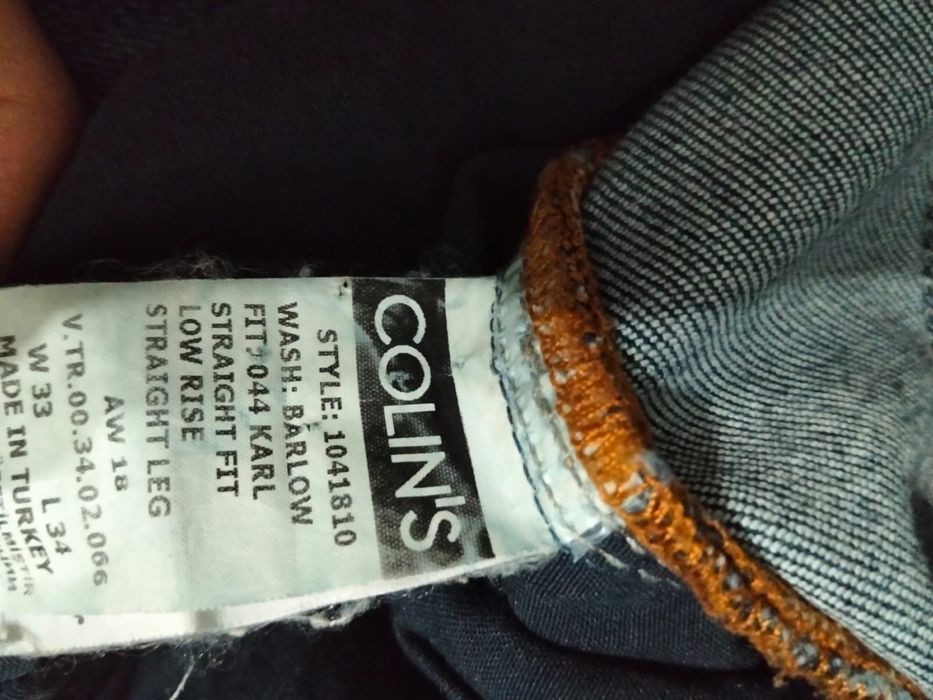 COLIN'S
STYLE: 1041810
WASH: BARLOW
FIT: 044 KARL
STRAIGHT FIT
LOW RISE
STRAIGHT LEG
AW 18
V.TR.00.34.02.066
W 33 L 34
MADE IN TURKEY